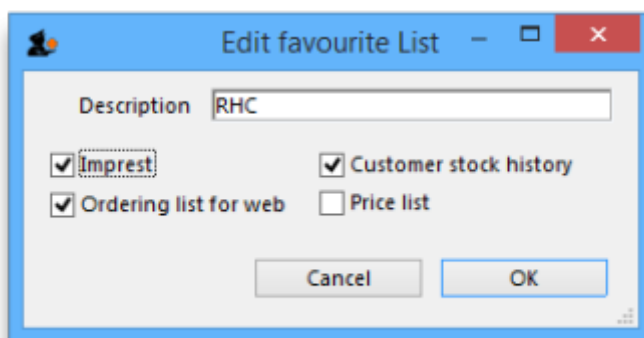 Edit favourite List
Description RHC
Imprest Customer stock history
Ordering list for web Price list
Cancel OK